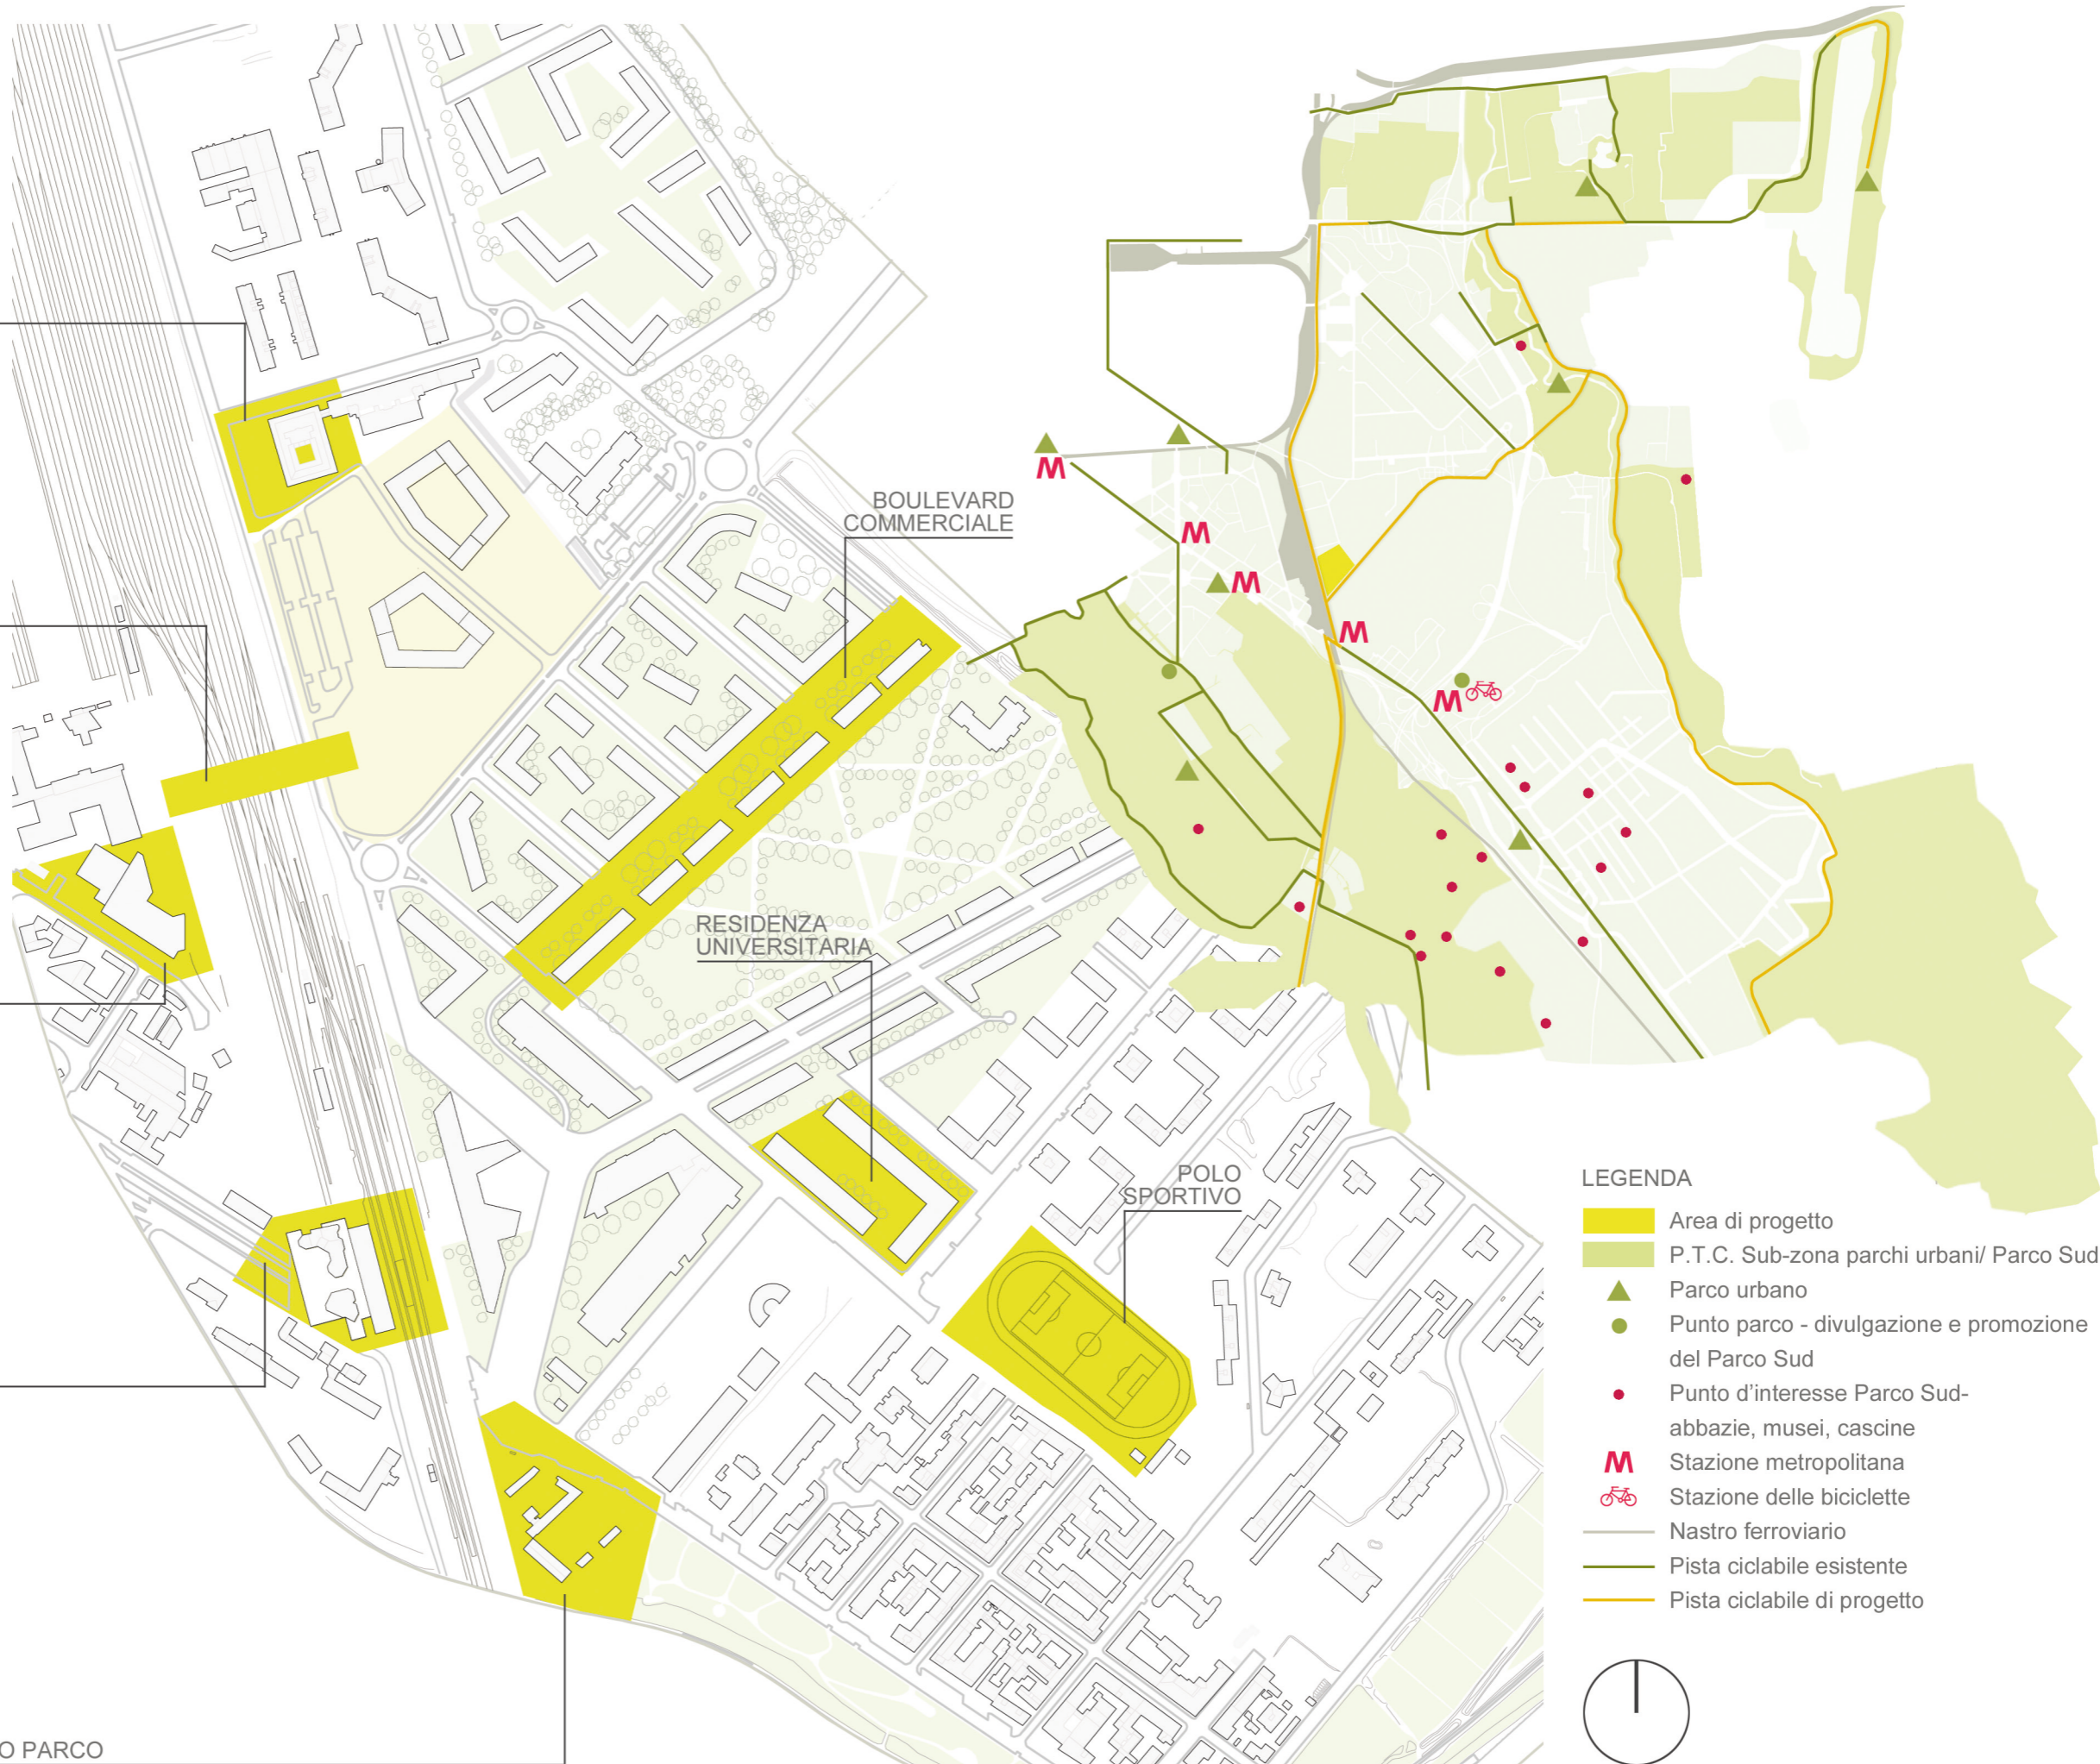 BOULEVARD
COMMERCIALE
RESIDENZA
UNIVERSITARIA
POLO
SPORTIVO
O PARCO
M
M
M
M
M
LEGENDA
Area di progetto
P.T.C. Sub-zona parchi urbani/ Parco Sud
Parco urbano
Punto parco - divulgazione e promozione
del Parco Sud
Punto d'interesse Parco Sud-
abbazie, musei, cascine
M Stazione metropolitana
Stazione delle biciclette
Nastro ferroviario
Pista ciclabile esistente
Pista ciclabile di progetto